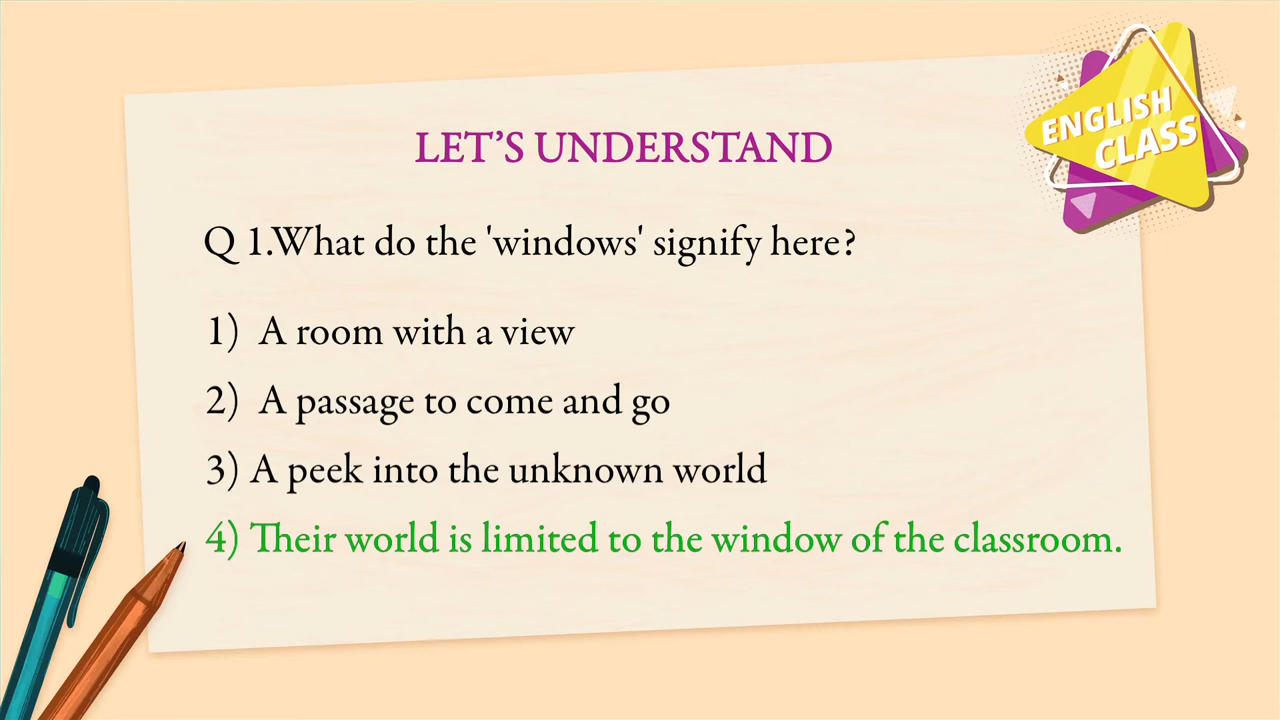 ENGLISH
CLASS
LET’S UNDERSTAND
Q 1.What do the 'windows' signify here?
1) A room with a view
2) A passage to come and go
3) A peek into the unknown world
4) Their world is limited to the window of the classroom.